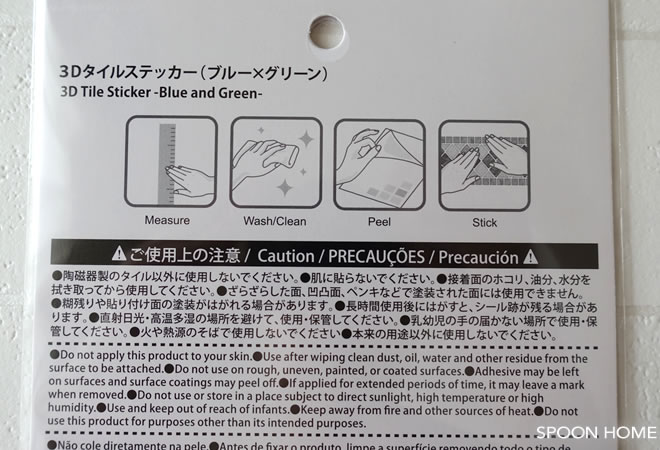 3Dタイルステッカー(ブルー×グリーン)
3D Tile Sticker -Blue and Green-
Measure Wash/Clean Peel Stick
⚠ご使用上の注意 / Caution / PRECAUÇÕES / Precaución⚠
●陶磁器製のタイル以外に使用しないでください。●肌に貼らないでください。●接着面のホコリ、油分、水分を
拭き取ってから使用してください。●ざらざらした面、凹凸面、ペンキなどで塗装された面には使用できません。
●糊残りや貼り付け面の塗装がはがれる場合があります。●長時間使用後にはがすと、シール跡が残る場合があ
ります。●直射日光・高温多湿の場所を避けて、使用・保管してください。●乳幼児の手の届かない場所で使用・保
管してください。●火や熱源のそばで使用しないでください●本来の用途以外に使用しないでください。
●Do not apply this product to your skin.●Use after wiping clean dust, oil, water and other residue from the
surface to be attached.●Do not use on rough, uneven, painted, or coated surfaces.●Adhesive may be left
on surfaces and surface coatings may peel off.●If applied for extended periods of time, it may leave a mark
when removed.●Do not use or store in a place subject to direct sunlight, high temperature or high
humidity.●Use and keep out of reach of infants.●Keep away from fire and other sources of heat.●Do not
use this product for purposes other than its intended purposes.
●Não cole diretamente na pele.●Antes de fixar o produto, limpe a superfície removendo todo o tipo de
SPOON HOME